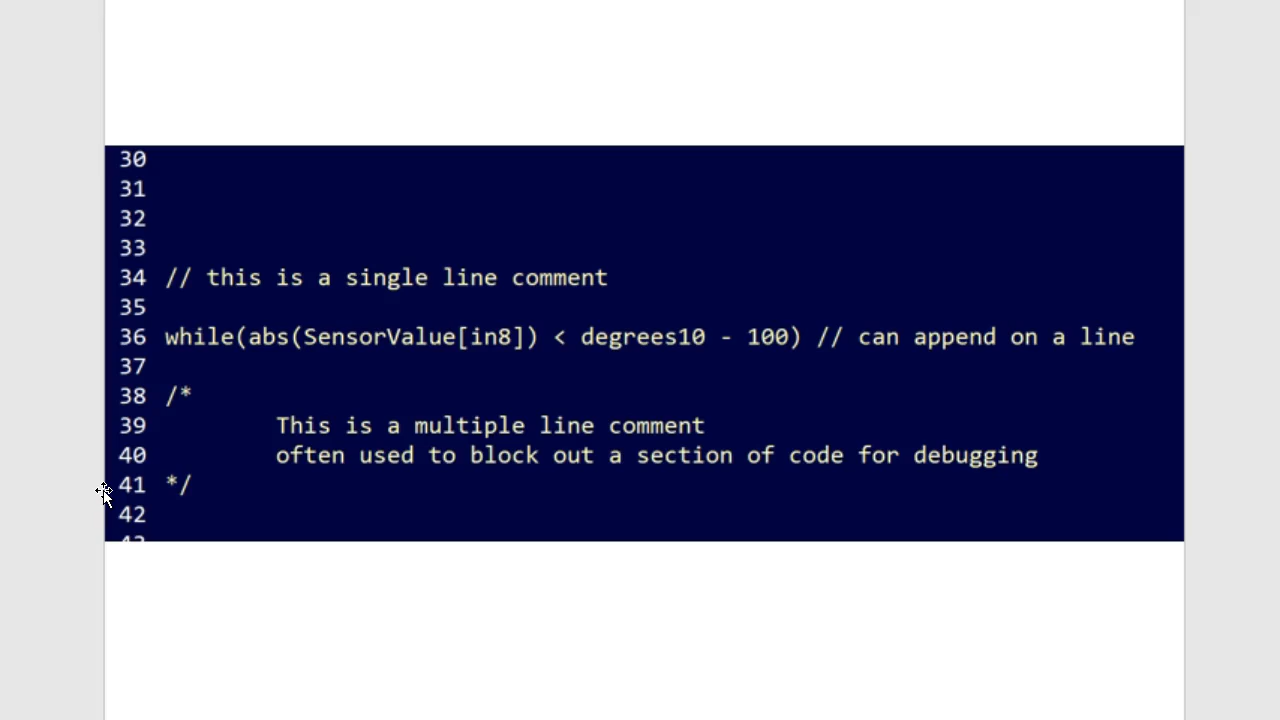 30
31
32
33
34 // this is a single line comment
35
36 while(abs(SensorValue[in8]) < degrees10 - 100) // can append on a line
37
38 /*
39 This is a multiple line comment
40 often used to block out a section of code for debugging
41 */
42